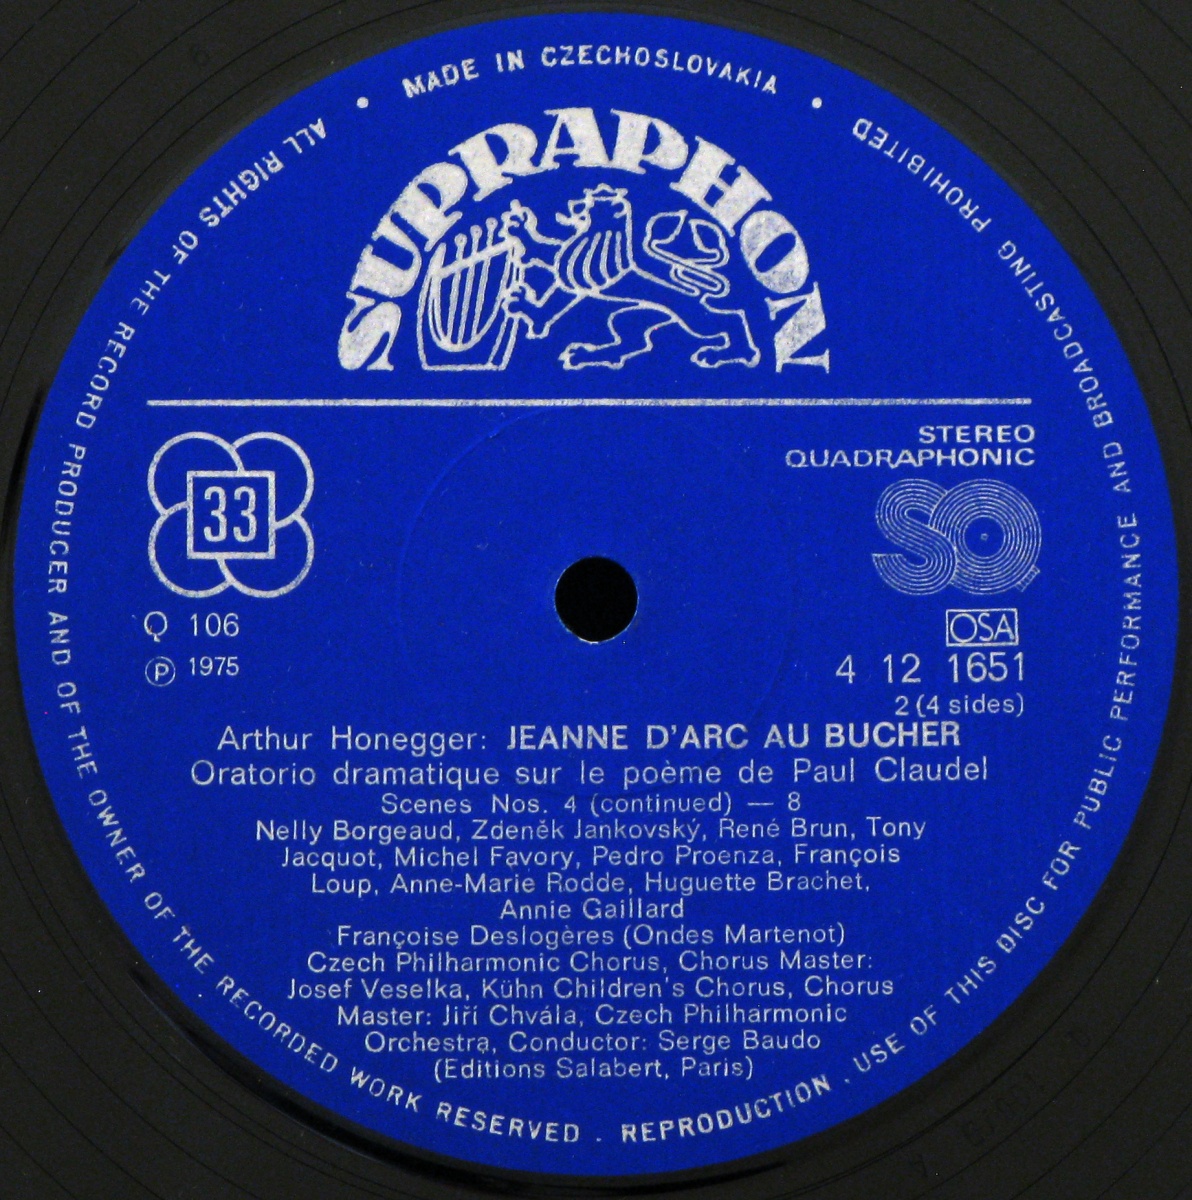 MADE IN CZECHOSLOVAKIA
ALL RIGHTS OF THE RECORD PRODUCER AND OF THE OWNER OF THE RECORDED WORK RESERVED . REPRODUCTION . USE OF THIS DISC FOR PUBLIC PERFORMANCE AND BROADCASTING PROHIBITED
SUPRAPHON
STEREO
QUADRAPHONIC
SQ
33
Q 106
Ⓟ 1975
OSA
4 12 1651
2 (4 sides)
Arthur Honegger: JEANNE D'ARC AU BUCHER
Oratorio dramatique sur le poème de Paul Claudel
Scenes Nos. 4 (continued) — 8
Nelly Borgeaud, Zdeněk Jankovský, René Brun, Tony
Jacquot, Michel Favory, Pedro Proenza, François
Loup, Anne-Marie Rodde, Huguette Brachet,
Annie Gaillard
Françoise Deslogères (Ondes Martenot)
Czech Philharmonic Chorus, Chorus Master:
Josef Veselka, Kühn Children's Chorus, Chorus
Master: Jiří Chvála, Czech Philharmonic
Orchestra, Conductor: Serge Baudo
(Editions Salabert, Paris)